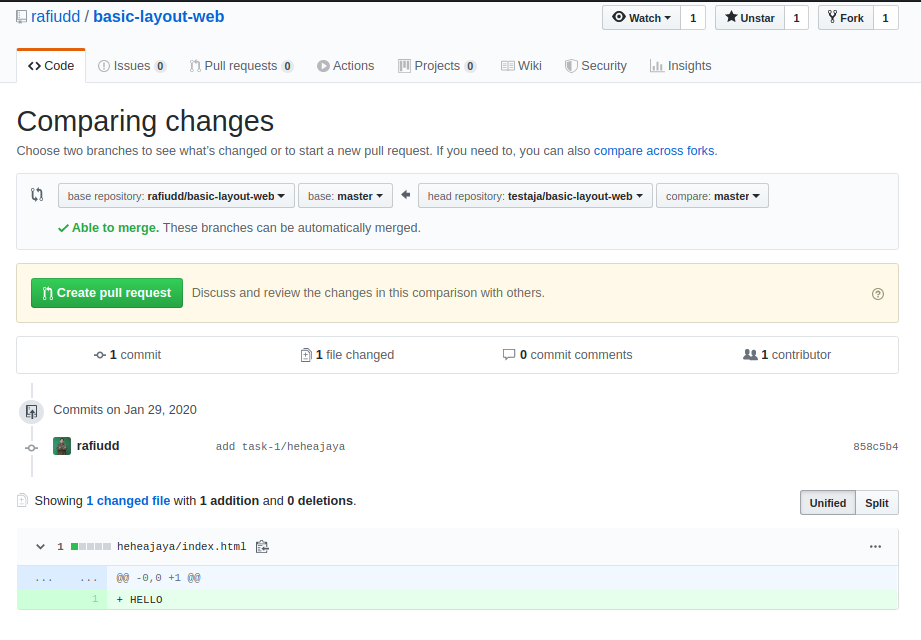 rafiudd / basic-layout-web Watch 1 Unstar 1 Fork 1
Code Issues 0 Pull requests 0 Actions Projects 0 Wiki Security Insights
Comparing changes
Choose two branches to see what's changed or to start a new pull request. If you need to, you can also compare across forks.
base repository: rafiudd/basic-layout-web base: master head repository: testaja/basic-layout-web compare: master
Able to merge. These branches can be automatically merged.
Create pull request Discuss and review the changes in this comparison with others.
1 commit 1 file changed 0 commit comments 1 contributor
Commits on Jan 29, 2020
rafiudd add task-1/heheajaya 858c5b4
Showing 1 changed file with 1 addition and 0 deletions. Unified Split
1 heheajaya/index.html ...
... ... @@ -0,0 +1 @@
1 + HELLO